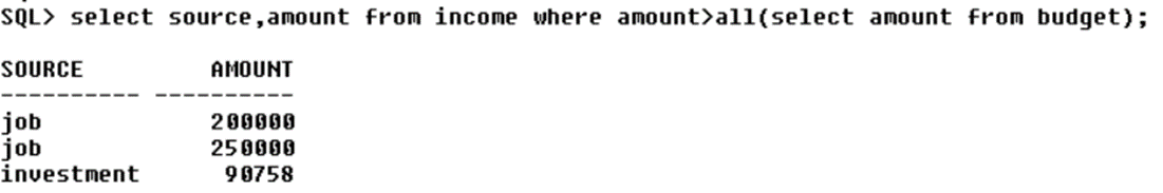 SQL> select source,amount from income where amount>all(select amount from budget);
SOURCE AMOUNT
---------- ----------
job 200000
job 250000
investment 90758